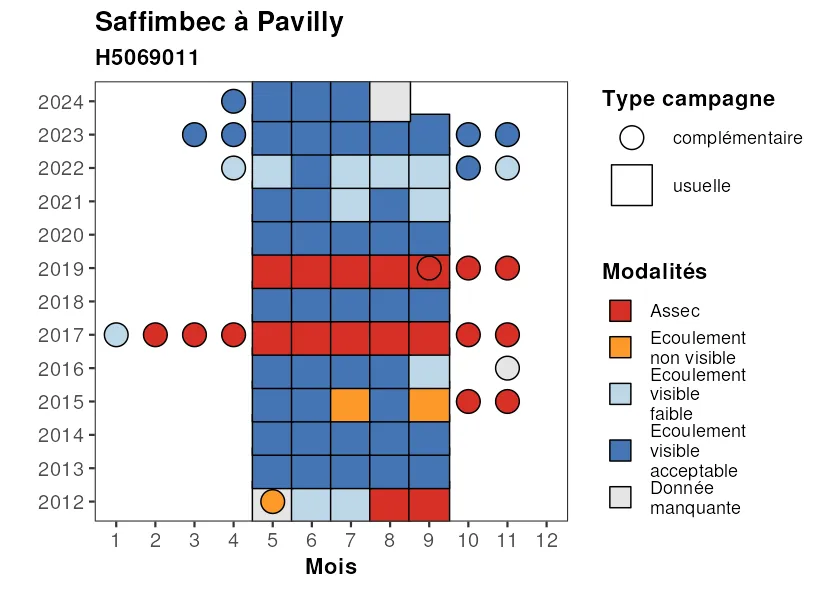 Saffimbec à Pavilly
H5069011
2024
2023
2022
2021
2020
2019
2018
2017
2016
2015
2014
2013
2012
1 2 3 4 5 6 7 8 9 10 11 12
Mois
Type campagne
complémentaire
usuelle
Modalités
Assec
Ecoulement
non visible
Ecoulement
visible
faible
Ecoulement
visible
acceptable
Donnée
manquante